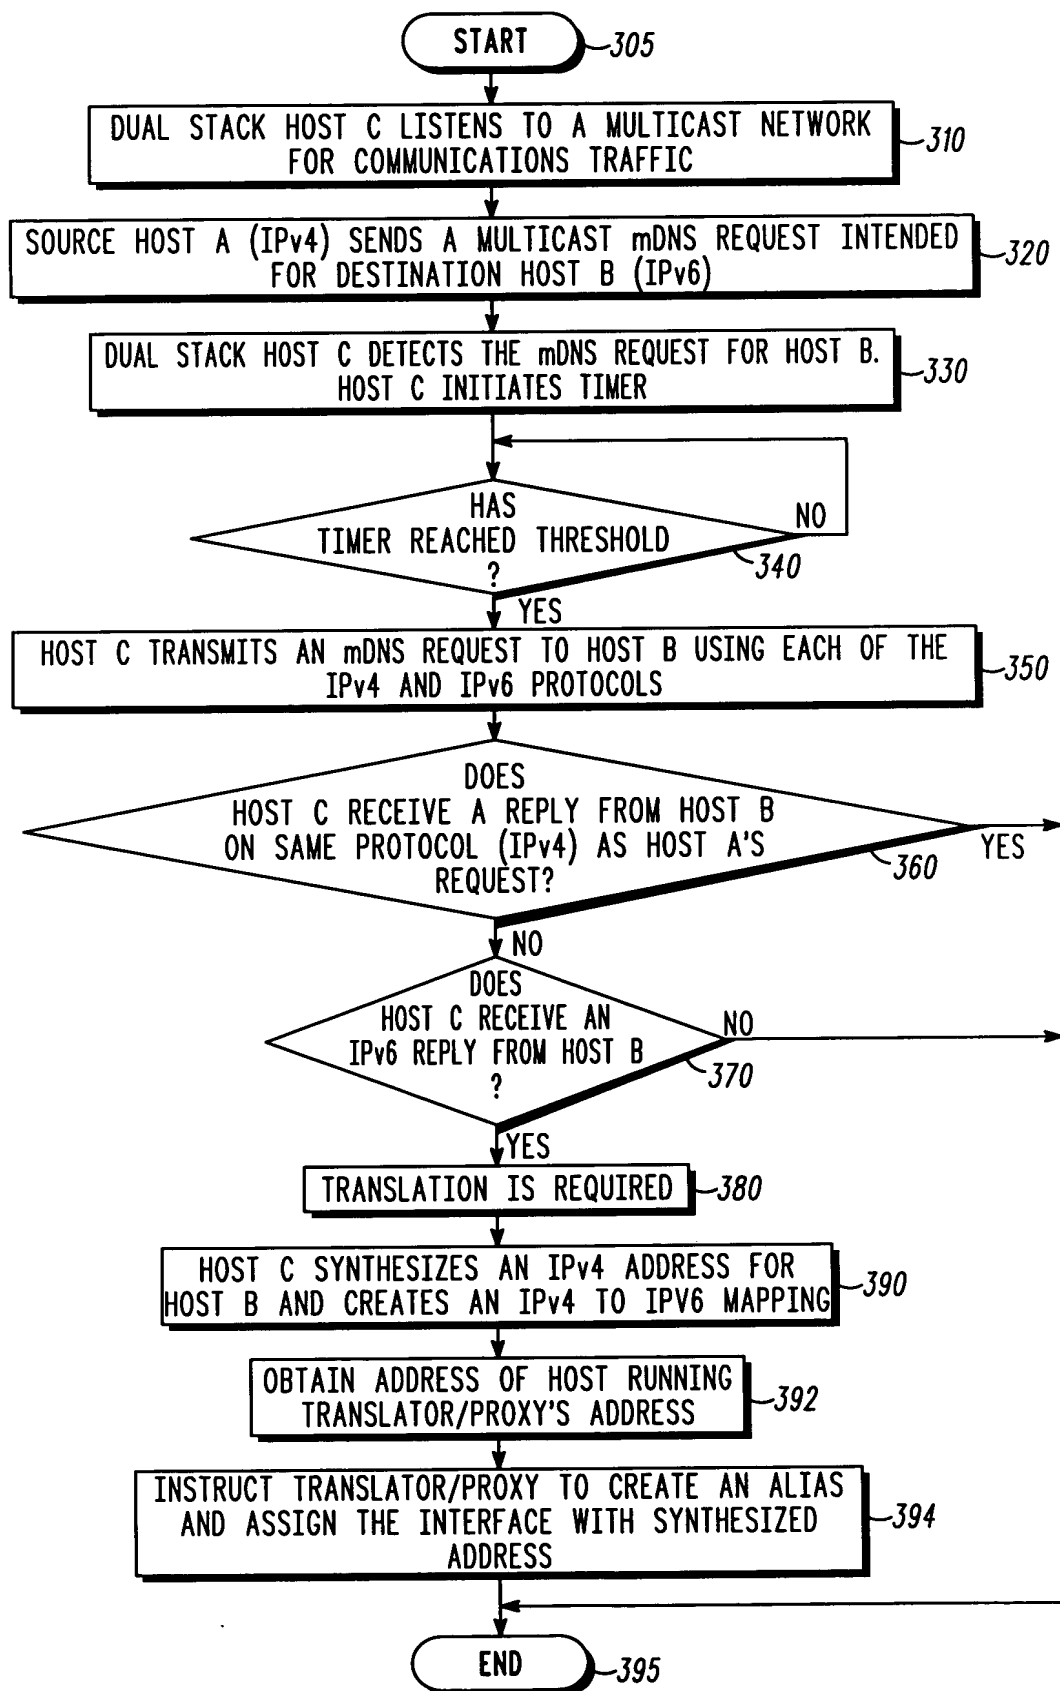 START
305
DUAL STACK HOST C LISTENS TO A MULTICAST NETWORK
FOR COMMUNICATIONS TRAFFIC
310
SOURCE HOST A (IPv4) SENDS A MULTICAST mDNS REQUEST INTENDED
FOR DESTINATION HOST B (IPv6)
320
DUAL STACK HOST C DETECTS THE mDNS REQUEST FOR HOST B.
HOST C INITIATES TIMER
330
HAS
TIMER REACHED THRESHOLD
?
NO
340
YES
HOST C TRANSMITS AN mDNS REQUEST TO HOST B USING EACH OF THE
IPv4 AND IPv6 PROTOCOLS
350
DOES
HOST C RECEIVE A REPLY FROM HOST B
ON SAME PROTOCOL (IPv4) AS HOST A'S
REQUEST?
YES
360
NO
DOES
HOST C RECEIVE AN
IPv6 REPLY FROM HOST B
?
NO
370
YES
TRANSLATION IS REQUIRED
380
HOST C SYNTHESIZES AN IPv4 ADDRESS FOR
HOST B AND CREATES AN IPv4 TO IPV6 MAPPING
390
OBTAIN ADDRESS OF HOST RUNNING
TRANSLATOR/PROXY'S ADDRESS
392
INSTRUCT TRANSLATOR/PROXY TO CREATE AN ALIAS
AND ASSIGN THE INTERFACE WITH SYNTHESIZED
ADDRESS
394
END
395